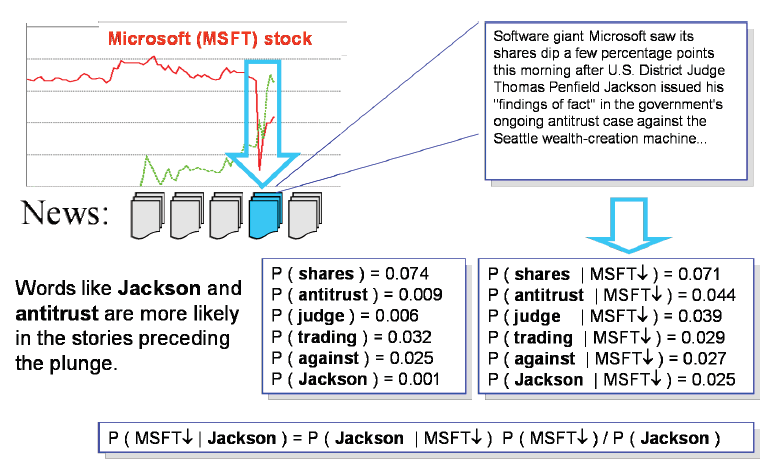 Microsoft (MSFT) stock
Software giant Microsoft saw its
shares dip a few percentage points
this morning after U.S. District Judge
Thomas Penfield Jackson issued his
"findings of fact" in the government's
ongoing antitrust case against the
Seattle wealth-creation machine...
News:
Words like Jackson and
antitrust are more likely
in the stories preceding
the plunge.
P ( shares ) = 0.074
P ( antitrust ) = 0.009
P ( judge ) = 0.006
P ( trading ) = 0.032
P ( against ) = 0.025
P ( Jackson ) = 0.001
P ( shares | MSFT↓ ) = 0.071
P ( antitrust | MSFT↓ ) = 0.044
P ( judge | MSFT↓ ) = 0.039
P ( trading | MSFT↓ ) = 0.029
P ( against | MSFT↓ ) = 0.027
P ( Jackson | MSFT↓ ) = 0.025
P ( MSFT↓ | Jackson ) = P ( Jackson | MSFT↓ ) P ( MSFT↓ ) / P ( Jackson )